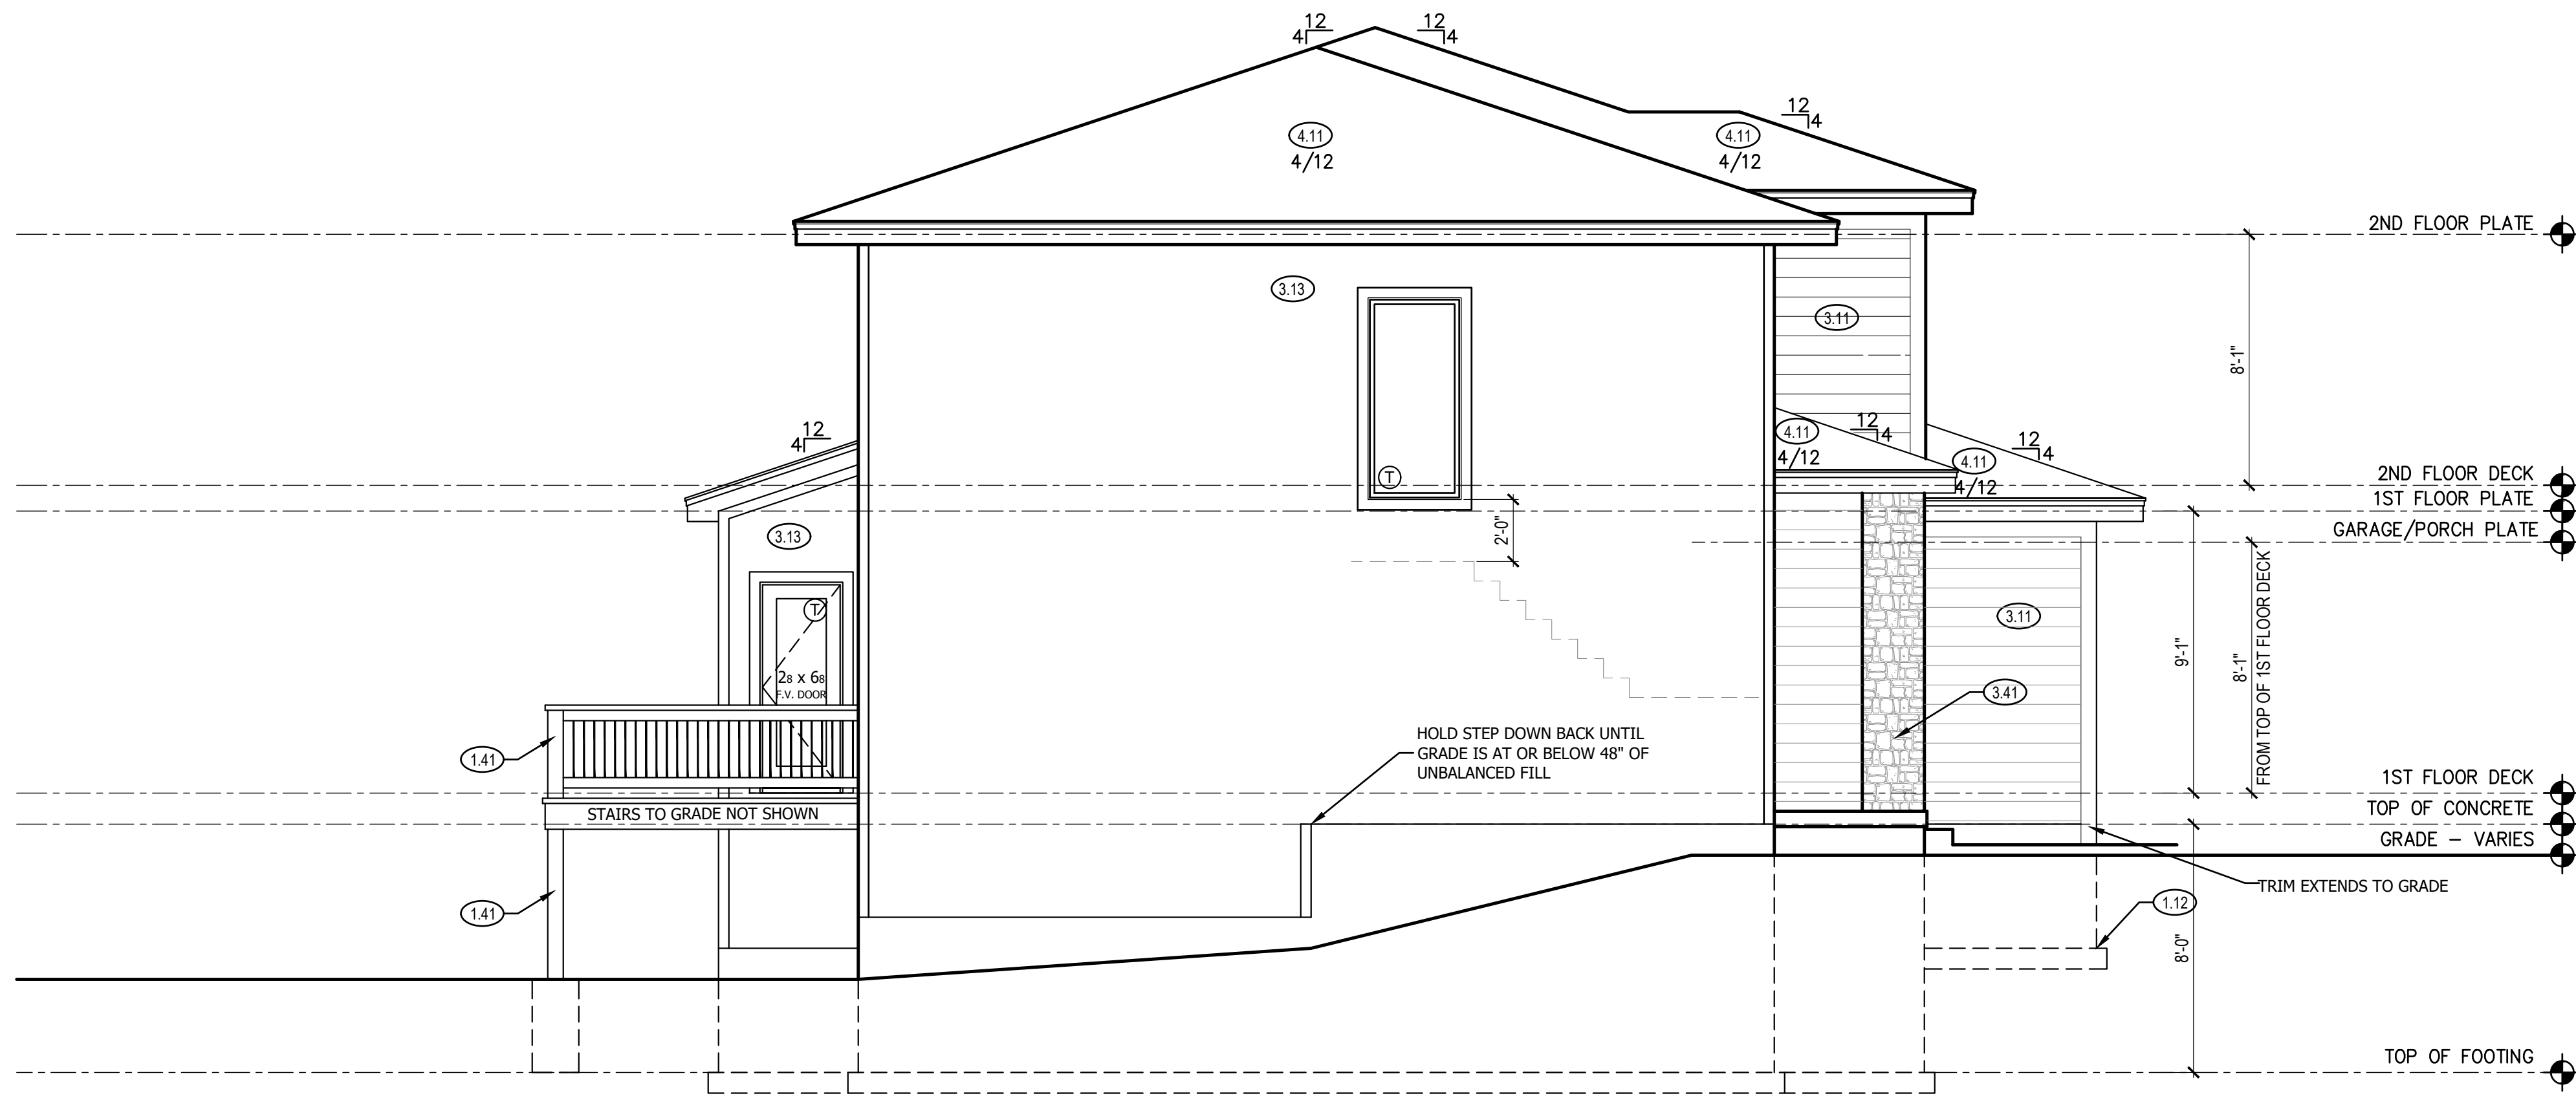 12
4
12
4
12
4
4.11
4/12
4.11
4/12
2ND FLOOR PLATE
3.13
3.11
8'-1"
12
4
4.11
4/12
12
4
12
4
4.11
4/12
T
2ND FLOOR DECK
1ST FLOOR PLATE
GARAGE/PORCH PLATE
2'-0"
3.13
T
28 x 68
F.V. DOOR
3.11
3.41
9'-1"
8'-1"
FROM TOP OF 1ST FLOOR DECK
1.41
HOLD STEP DOWN BACK UNTIL
GRADE IS AT OR BELOW 48" OF
UNBALANCED FILL
STAIRS TO GRADE NOT SHOWN
1ST FLOOR DECK
TOP OF CONCRETE
GRADE - VARIES
TRIM EXTENDS TO GRADE
1.41
1.12
8'-0"
TOP OF FOOTING